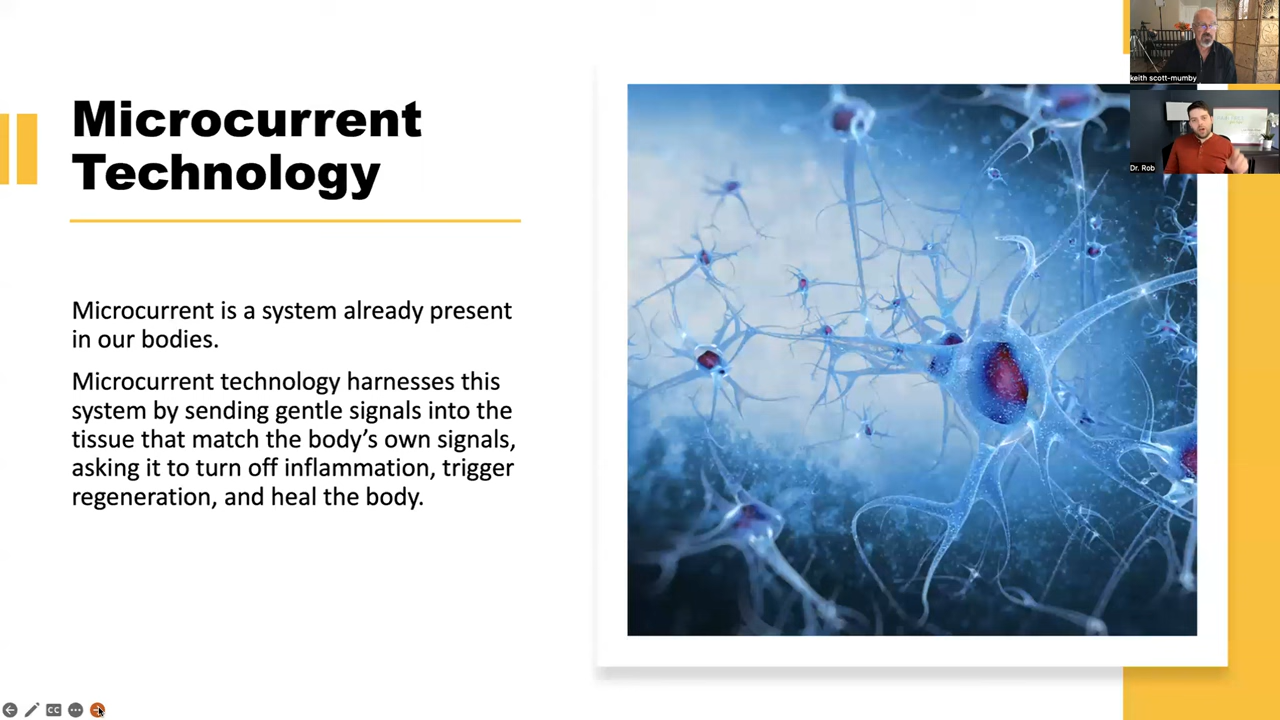 Microcurrent
Technology
Microcurrent is a system already present
in our bodies.
Microcurrent technology harnesses this
system by sending gentle signals into the
tissue that match the body's own signals,
asking it to turn off inflammation, trigger
regeneration, and heal the body.
keith scott-mumby
Dr. Rob
CC